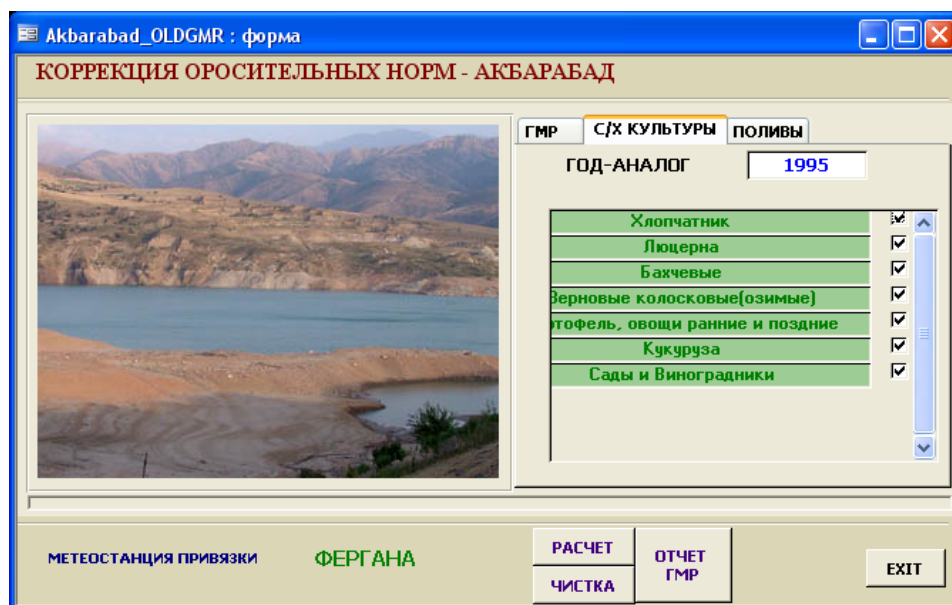 Akbarabad_OLDGMR : форма
КОРРЕКЦИЯ ОРОСИТЕЛЬНЫХ НОРМ - АКБАРАБАД
ГМР С/Х КУЛЬТУРЫ ПОЛИВЫ
ГОД-АНАЛОГ 1995
Хлопчатник
Люцерна
Бахчевые
Зерновые колосковые(озимые)
тофель, овощи ранние и поздние
Кукуруза
Сады и Виноградники
МЕТЕОСТАНЦИЯ ПРИВЯЗКИ ФЕРГАНА
РАСЧЕТ
ЧИСТКА
ОТЧЕТ
ГМР
EXIT